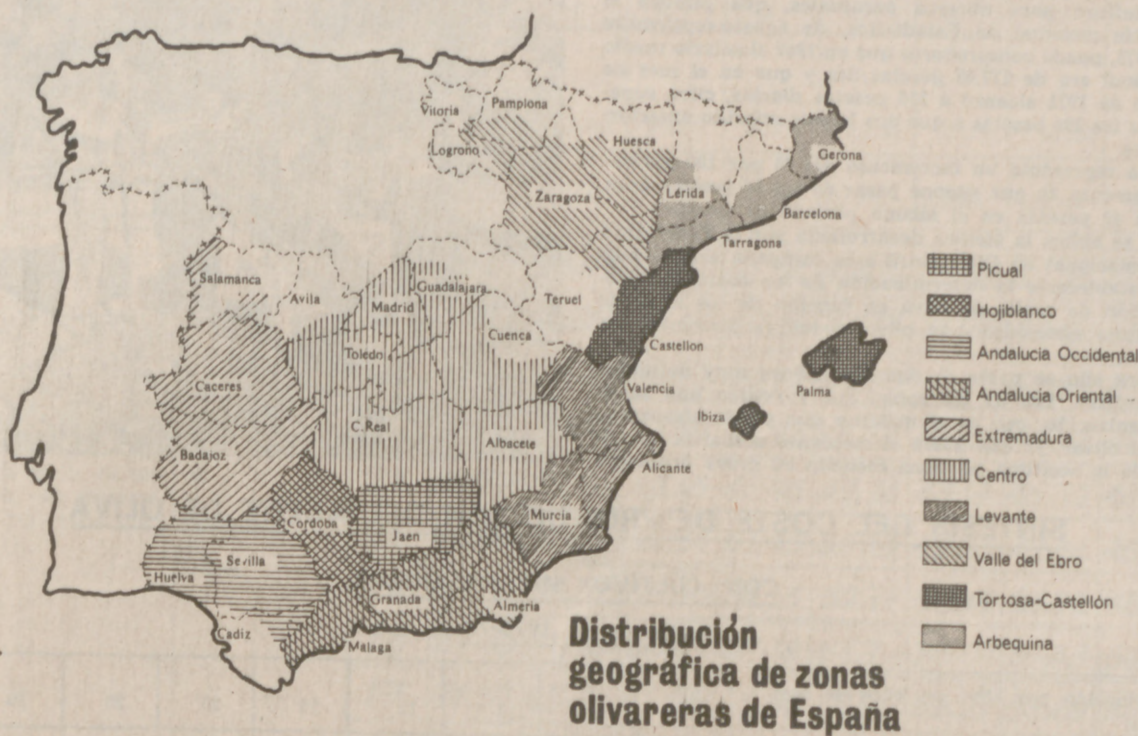 Vitoria
Pamplona
Logroño
Huesca
Zaragoza
Lérida
Gerona
Barcelona
Tarragona
Salamanca
Avila
Madrid
Guadalajara
Teruel
Cuenca
Toledo
Castellon
Caceres
Valencia
Palma
Ibiza
C. Real
Albacete
Badajoz
Alicante
Murcia
Cordoba
Jaen
Sevilla
Huelva
Granada
Almeria
Cadiz
Malaga
Picual
Hojiblanco
Andalucia Occidental
Andalucia Oriental
Extremadura
Centro
Levante
Valle del Ebro
Tortosa-Castellón
Arbequina
Distribución
geográfica de zonas
olivareras de España